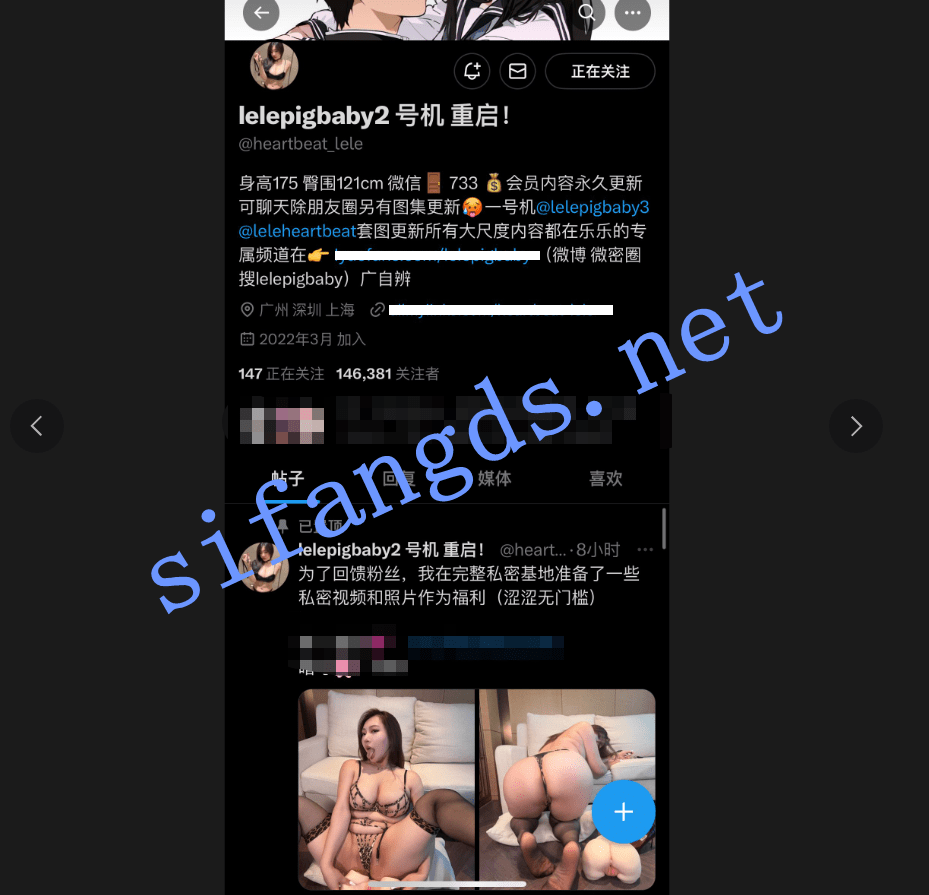 正在关注
lelepigbaby2 号机 重启！
@heartbeat_lele
身高175 臀围121cm 微信🚪 733 💰会员内容永久更新
可聊天除朋友圈另有图集更新🥵一号机@lelepigbaby3
@leleheartbeat套图更新所有大尺度内容都在乐乐的专
属频道在👉 （微博 微密圈
搜lelepigbaby）广自辨
广州 深圳 上海
2022年3月 加入
147 正在关注 146,381 关注者
帖子 回复 媒体 喜欢
已置顶
lelepigbaby2 号机 重启！ @heart... · 8小时
为了回馈粉丝，我在完整私密基地准备了一些
私密视频和照片作为福利（涩涩无门槛）
sifangds.net